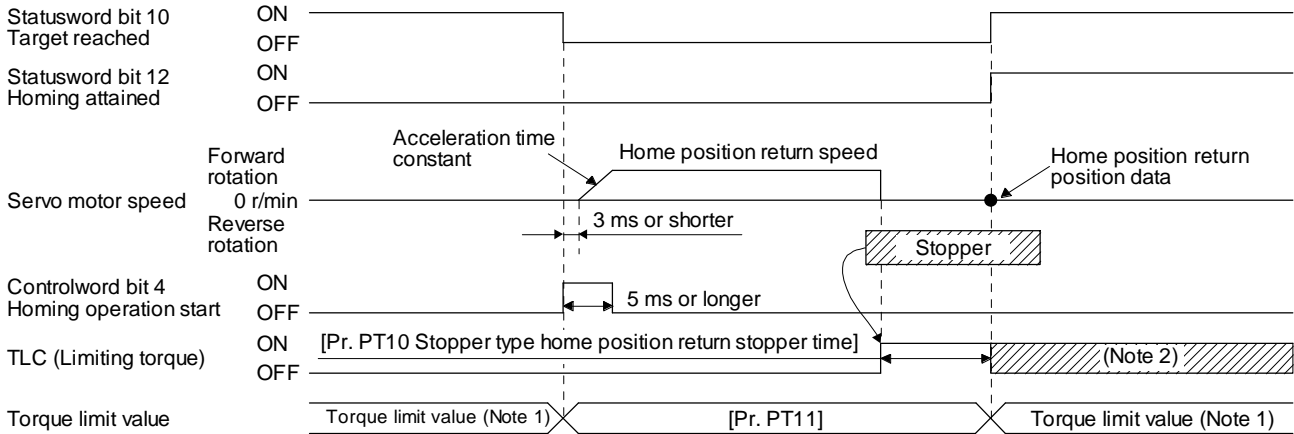 Statusword bit 10
Target reached
ON
OFF
Statusword bit 12
Homing attained
ON
OFF
Acceleration time
constant
Home position return speed
Home position return
position data
Servo motor speed
Forward
rotation
0 r/min
Reverse
rotation
3 ms or shorter
Stopper
Controlword bit 4
Homing operation start
ON
OFF
5 ms or longer
TLC (Limiting torque)
ON
OFF
[Pr. PT10 Stopper type home position return stopper time]
(Note 2)
Torque limit value
Torque limit value (Note 1)
[Pr. PT11]
Torque limit value (Note 1)